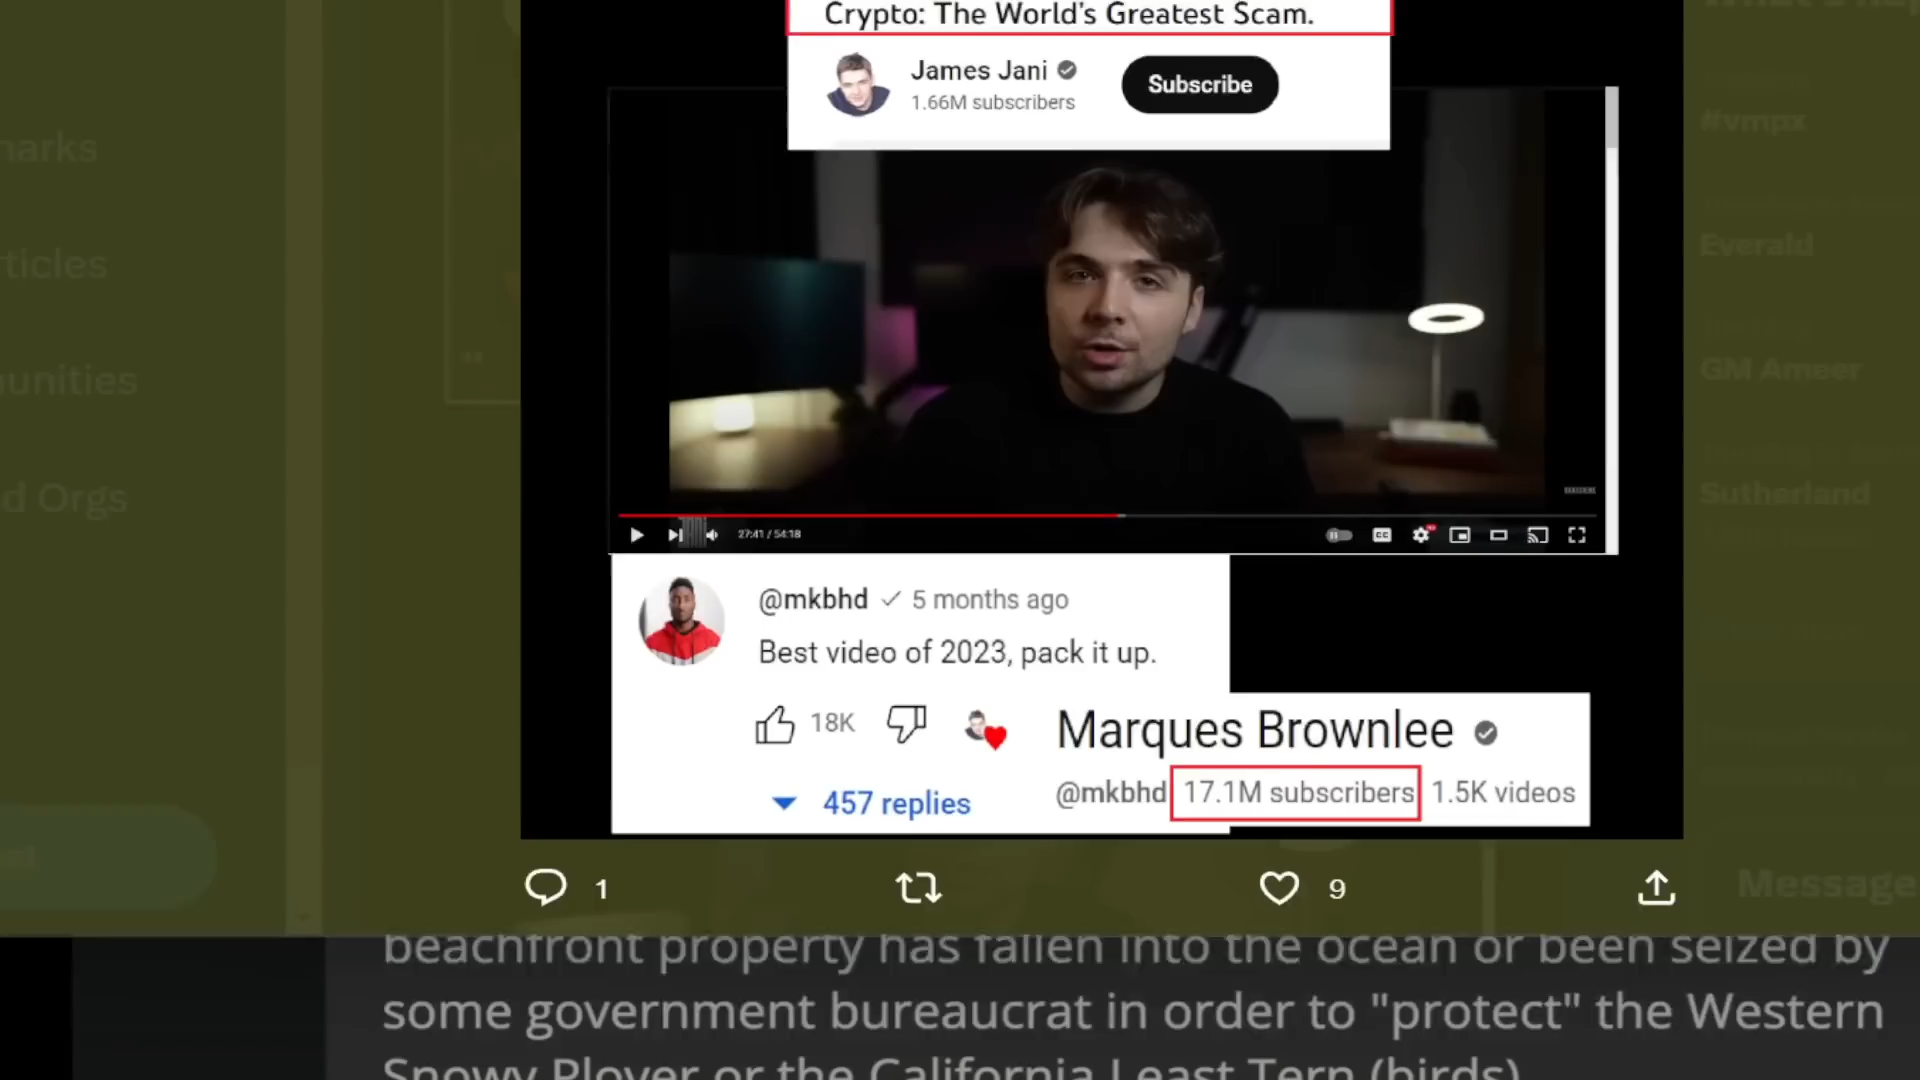 Crypto: The World's Greatest Scam.
James Jani
1.66M subscribers
Subscribe
#vmpx
Everald
GM Ameer
Sutherland
Message
arks
ticles
unities
d Orgs
27:41 / 54:18
@mkbhd 5 months ago
Best video of 2023, pack it up.
18K
457 replies
Marques Brownlee
@mkbhd 17.1M subscribers 1.5K videos
1
9
beachfront property has fallen into the ocean or been seized by
some government bureaucrat in order to "protect" the Western
Snowy Plover or the California Least Tern (birds)